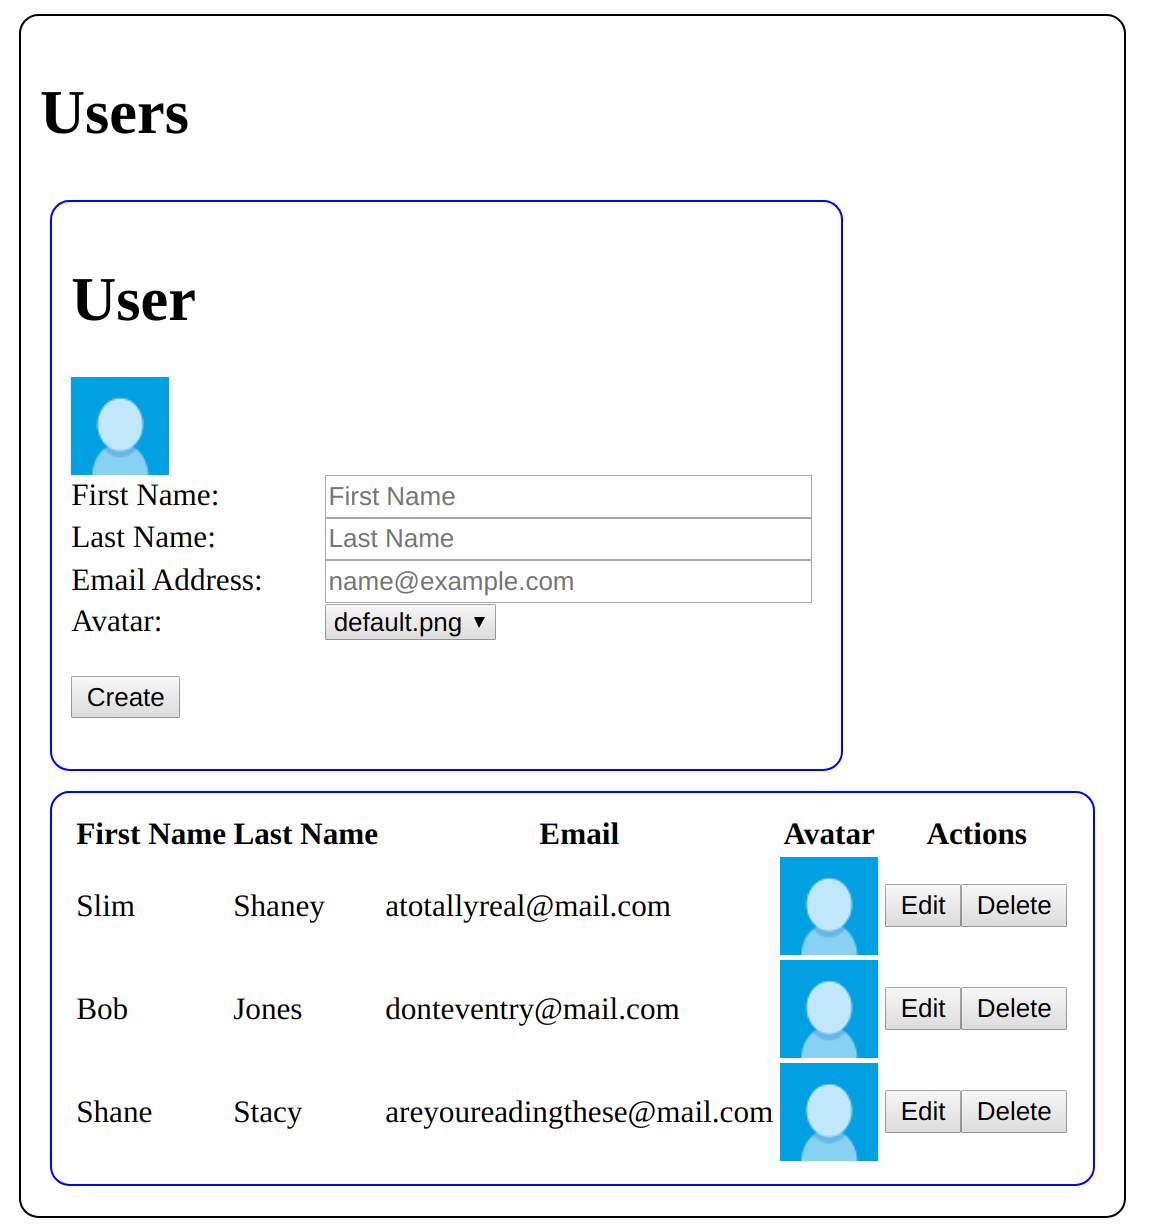 Users
User
First Name: First Name
Last Name: Last Name
Email Address: name@example.com
Avatar: default.png ▼
Create
First Name Last Name Email Avatar Actions
Slim Shaney atotallyreal@mail.com Edit Delete
Bob Jones donteventry@mail.com Edit Delete
Shane Stacy areyoureadingthese@mail.com Edit Delete